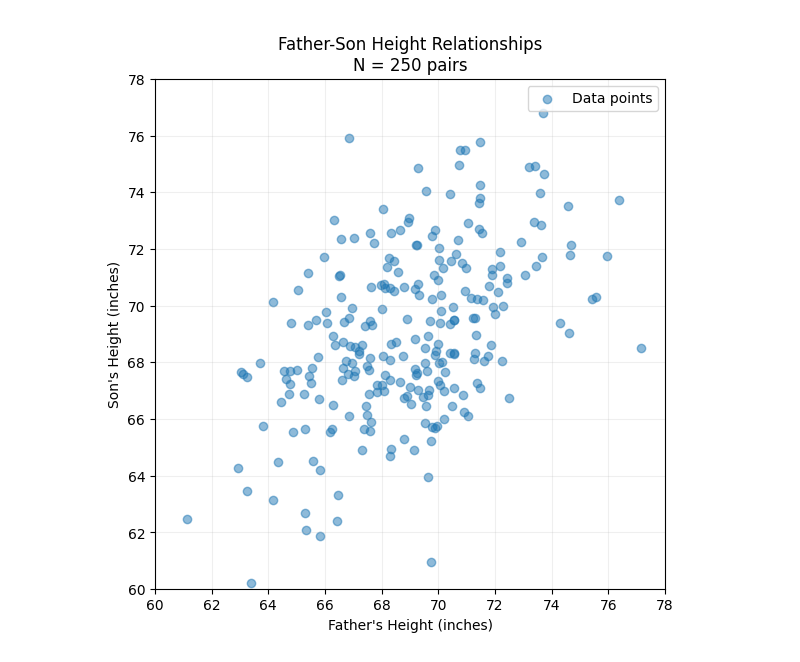 Father-Son Height Relationships
N = 250 pairs
Data points
78
76
74
72
70
68
66
64
62
60
Son's Height (inches)
60 62 64 66 68 70 72 74 76 78
Father's Height (inches)